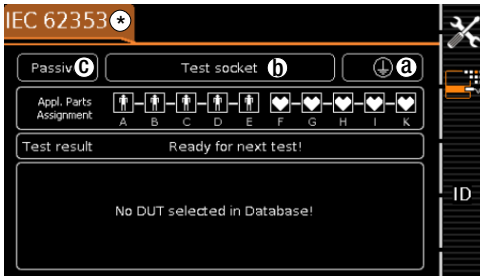 IEC 62353 *
Passiv c Test socket b a
Appl. Parts
Assignment
A B C D E F G H I K
Test result Ready for next test!
ID
No DUT selected in Database!